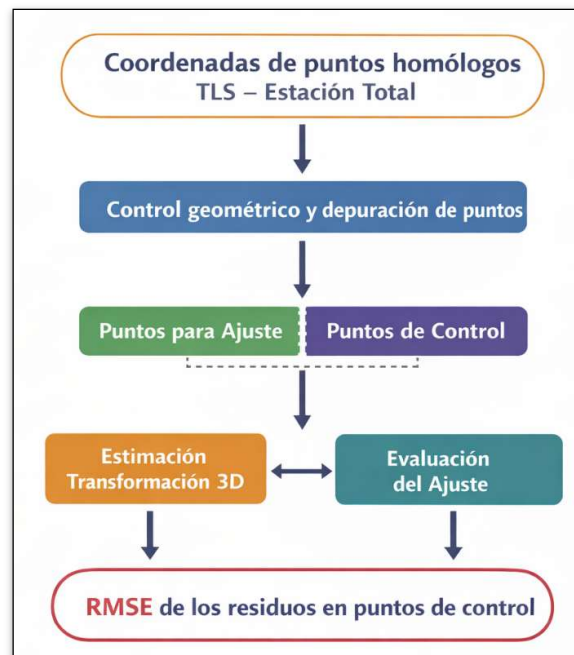 Coordenadas de puntos homólogos
TLS – Estación Total
Control geométrico y depuración de puntos
Puntos para Ajuste
Puntos de Control
Estimación
Transformación 3D
Evaluación
del Ajuste
RMSE de los residuos en puntos de control